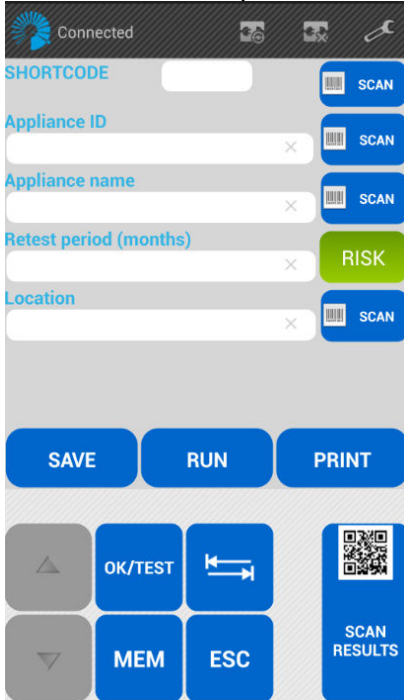 Connected
SHORTCODE
SCAN
Appliance ID
SCAN
Appliance name
SCAN
Retest period (months)
RISK
Location
SCAN
SAVE RUN PRINT
OK/TEST
MEM ESC
SCAN
RESULTS